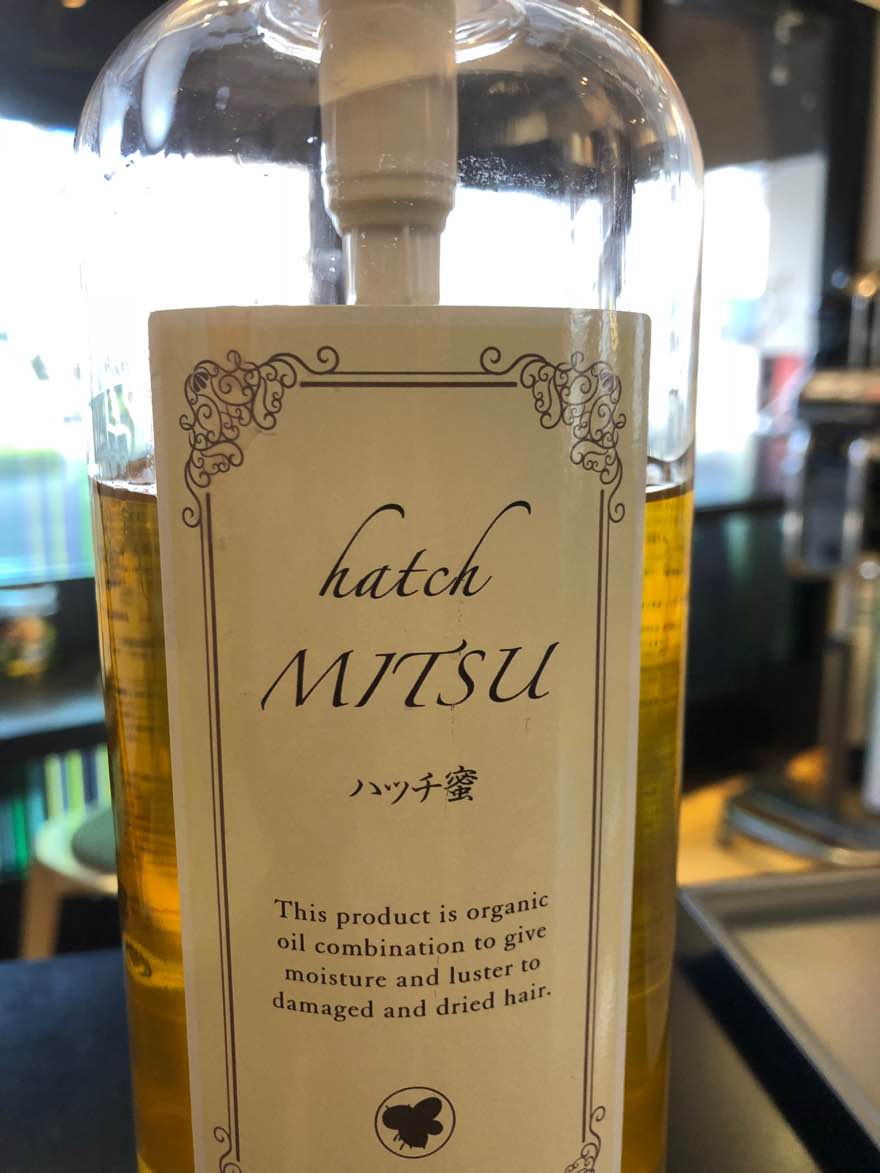 hatch
MITSU
ハッチ蜜
This product is organic
oil combination to give
moisture and luster to
damaged and dried hair.